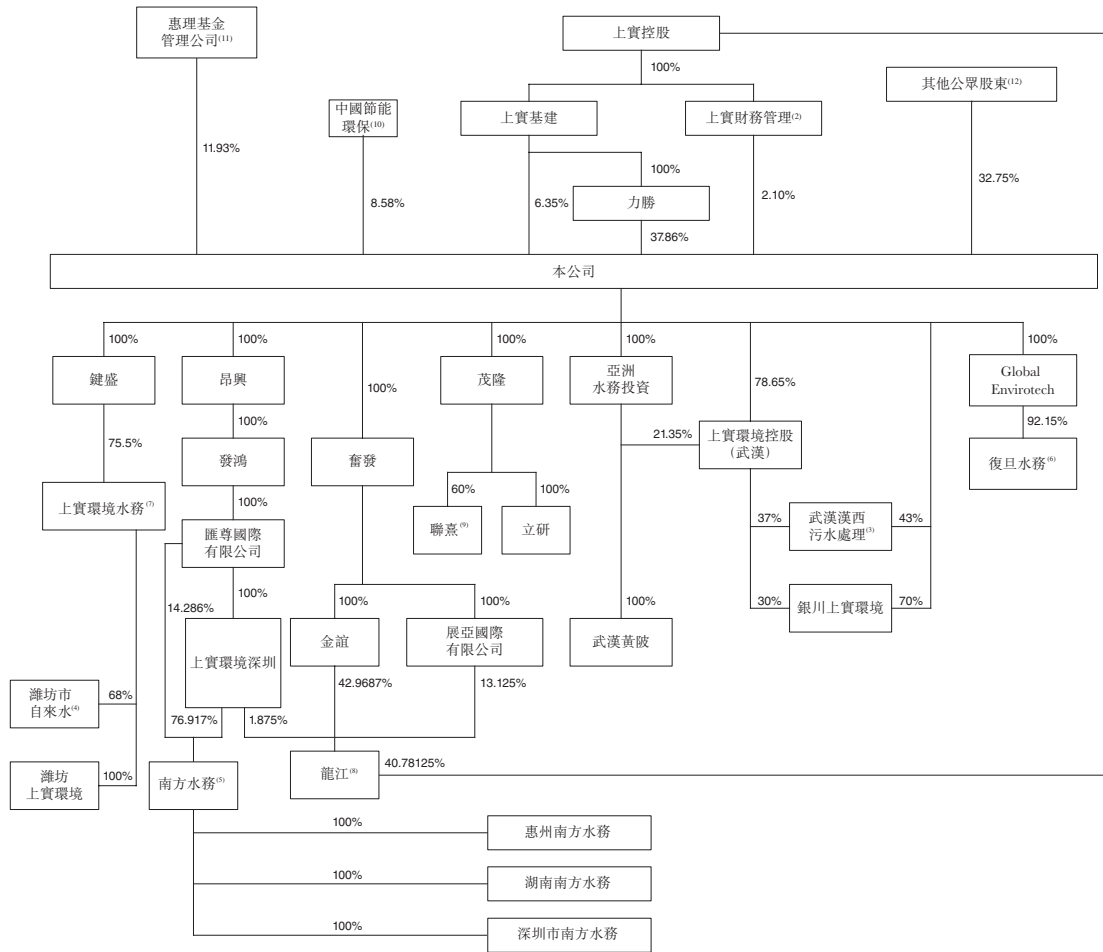 惠理基金
管理公司(11)
上實控股
100%
其他公眾股東(12)
中國節能
環保(10)
上實基建
上實財務管理(2)
11.93%
100%
32.75%
8.58%
6.35%
力勝
2.10%
37.86%
本公司
100%
100%
100%
100%
100%
鍵盛
昂興
茂隆
亞洲
水務投資
Global
Envirotech
100%
78.65%
75.5%
100%
21.35%
上實環境控股
(武漢)
92.15%
發鴻
奮發
復旦水務(6)
上實環境水務(7)
100%
60%
100%
匯尊國際
有限公司
聯熹(9)
立研
37%
武漢漢西
污水處理(3)
43%
14.286%
100%
100%
100%
100%
30%
銀川上實環境
70%
上實環境深圳
金誼
展亞國際
有限公司
武漢黃陂
濰坊市
自來水(4)
68%
42.9687%
13.125%
76.917%
1.875%
濰坊
上實環境
100%
南方水務(5)
龍江(8)
40.78125%
100%
惠州南方水務
100%
湖南南方水務
100%
深圳市南方水務